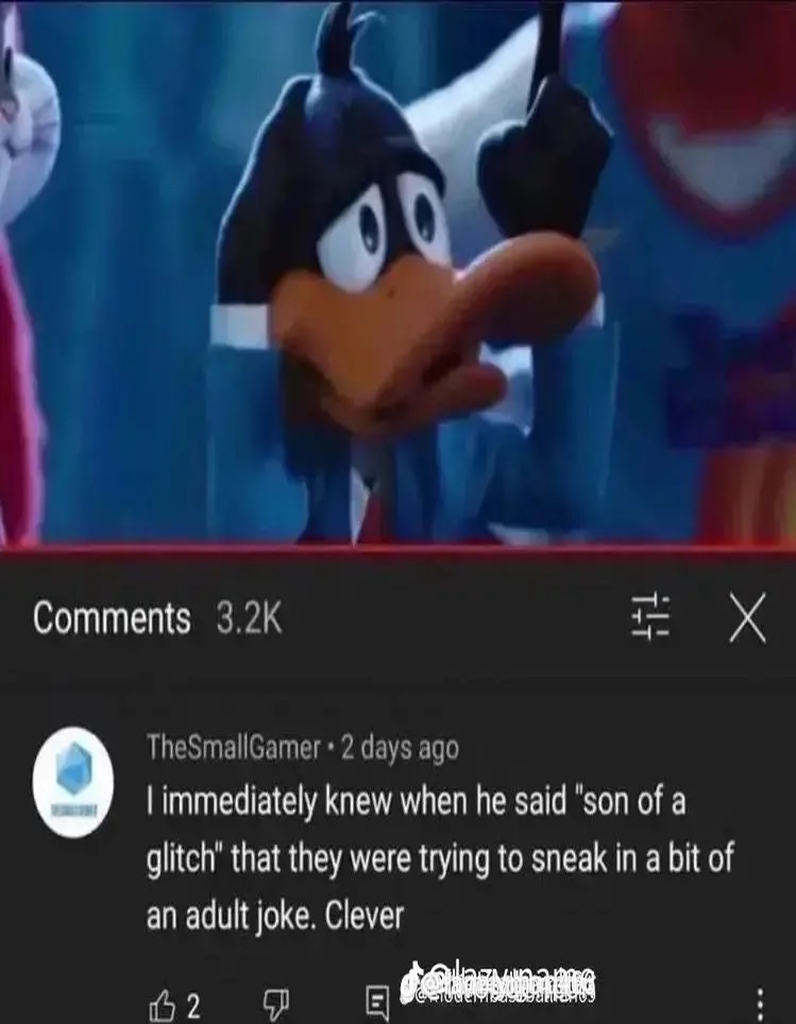 Comments 3.2K
TheSmallGamer • 2 days ago
I immediately knew when he said "son of a
glitch" that they were trying to sneak in a bit of
an adult joke. Clever
2